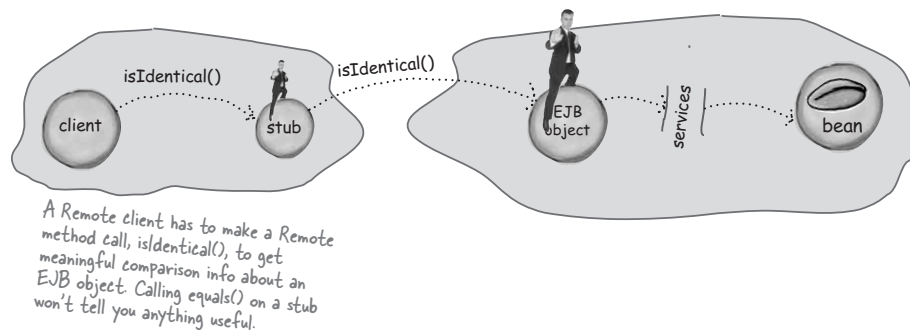 isIdentical()
isIdentical()
client
stub
EJB
object
services
bean
A Remote client has to make a Remote
method call, isIdentical(), to get
meaningful comparison info about an
EJB object. Calling equals() on a stub
won't tell you anything useful.